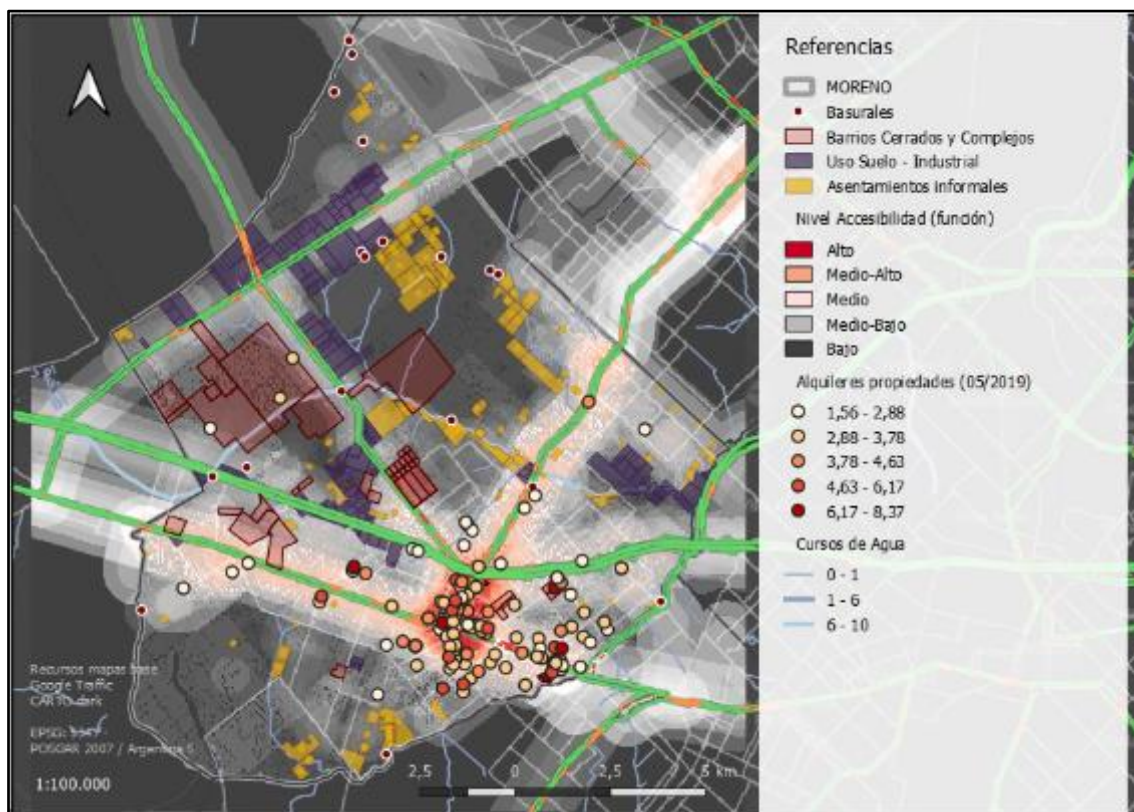 Referencias
MORENO
Basurales
Barrios Cerrados y Complejos
Uso Suelo - Industrial
Asentamientos informales
Nivel Accesibilidad (función)
Alto
Medio-Alto
Medio
Medio-Bajo
Bajo
Alquileres propiedades (05/2019)
1,56 - 2,88
2,88 - 3,78
3,78 - 4,63
4,63 - 6,17
6,17 - 8,37
Cursos de Agua
0 - 1
1 - 6
6 - 10
Recursos mapas base
Google Traffic
CARTO dark
EPSG:
POSGAR 2007 / Argentina 5
1:100.000
2,5 0 2,5 5 km